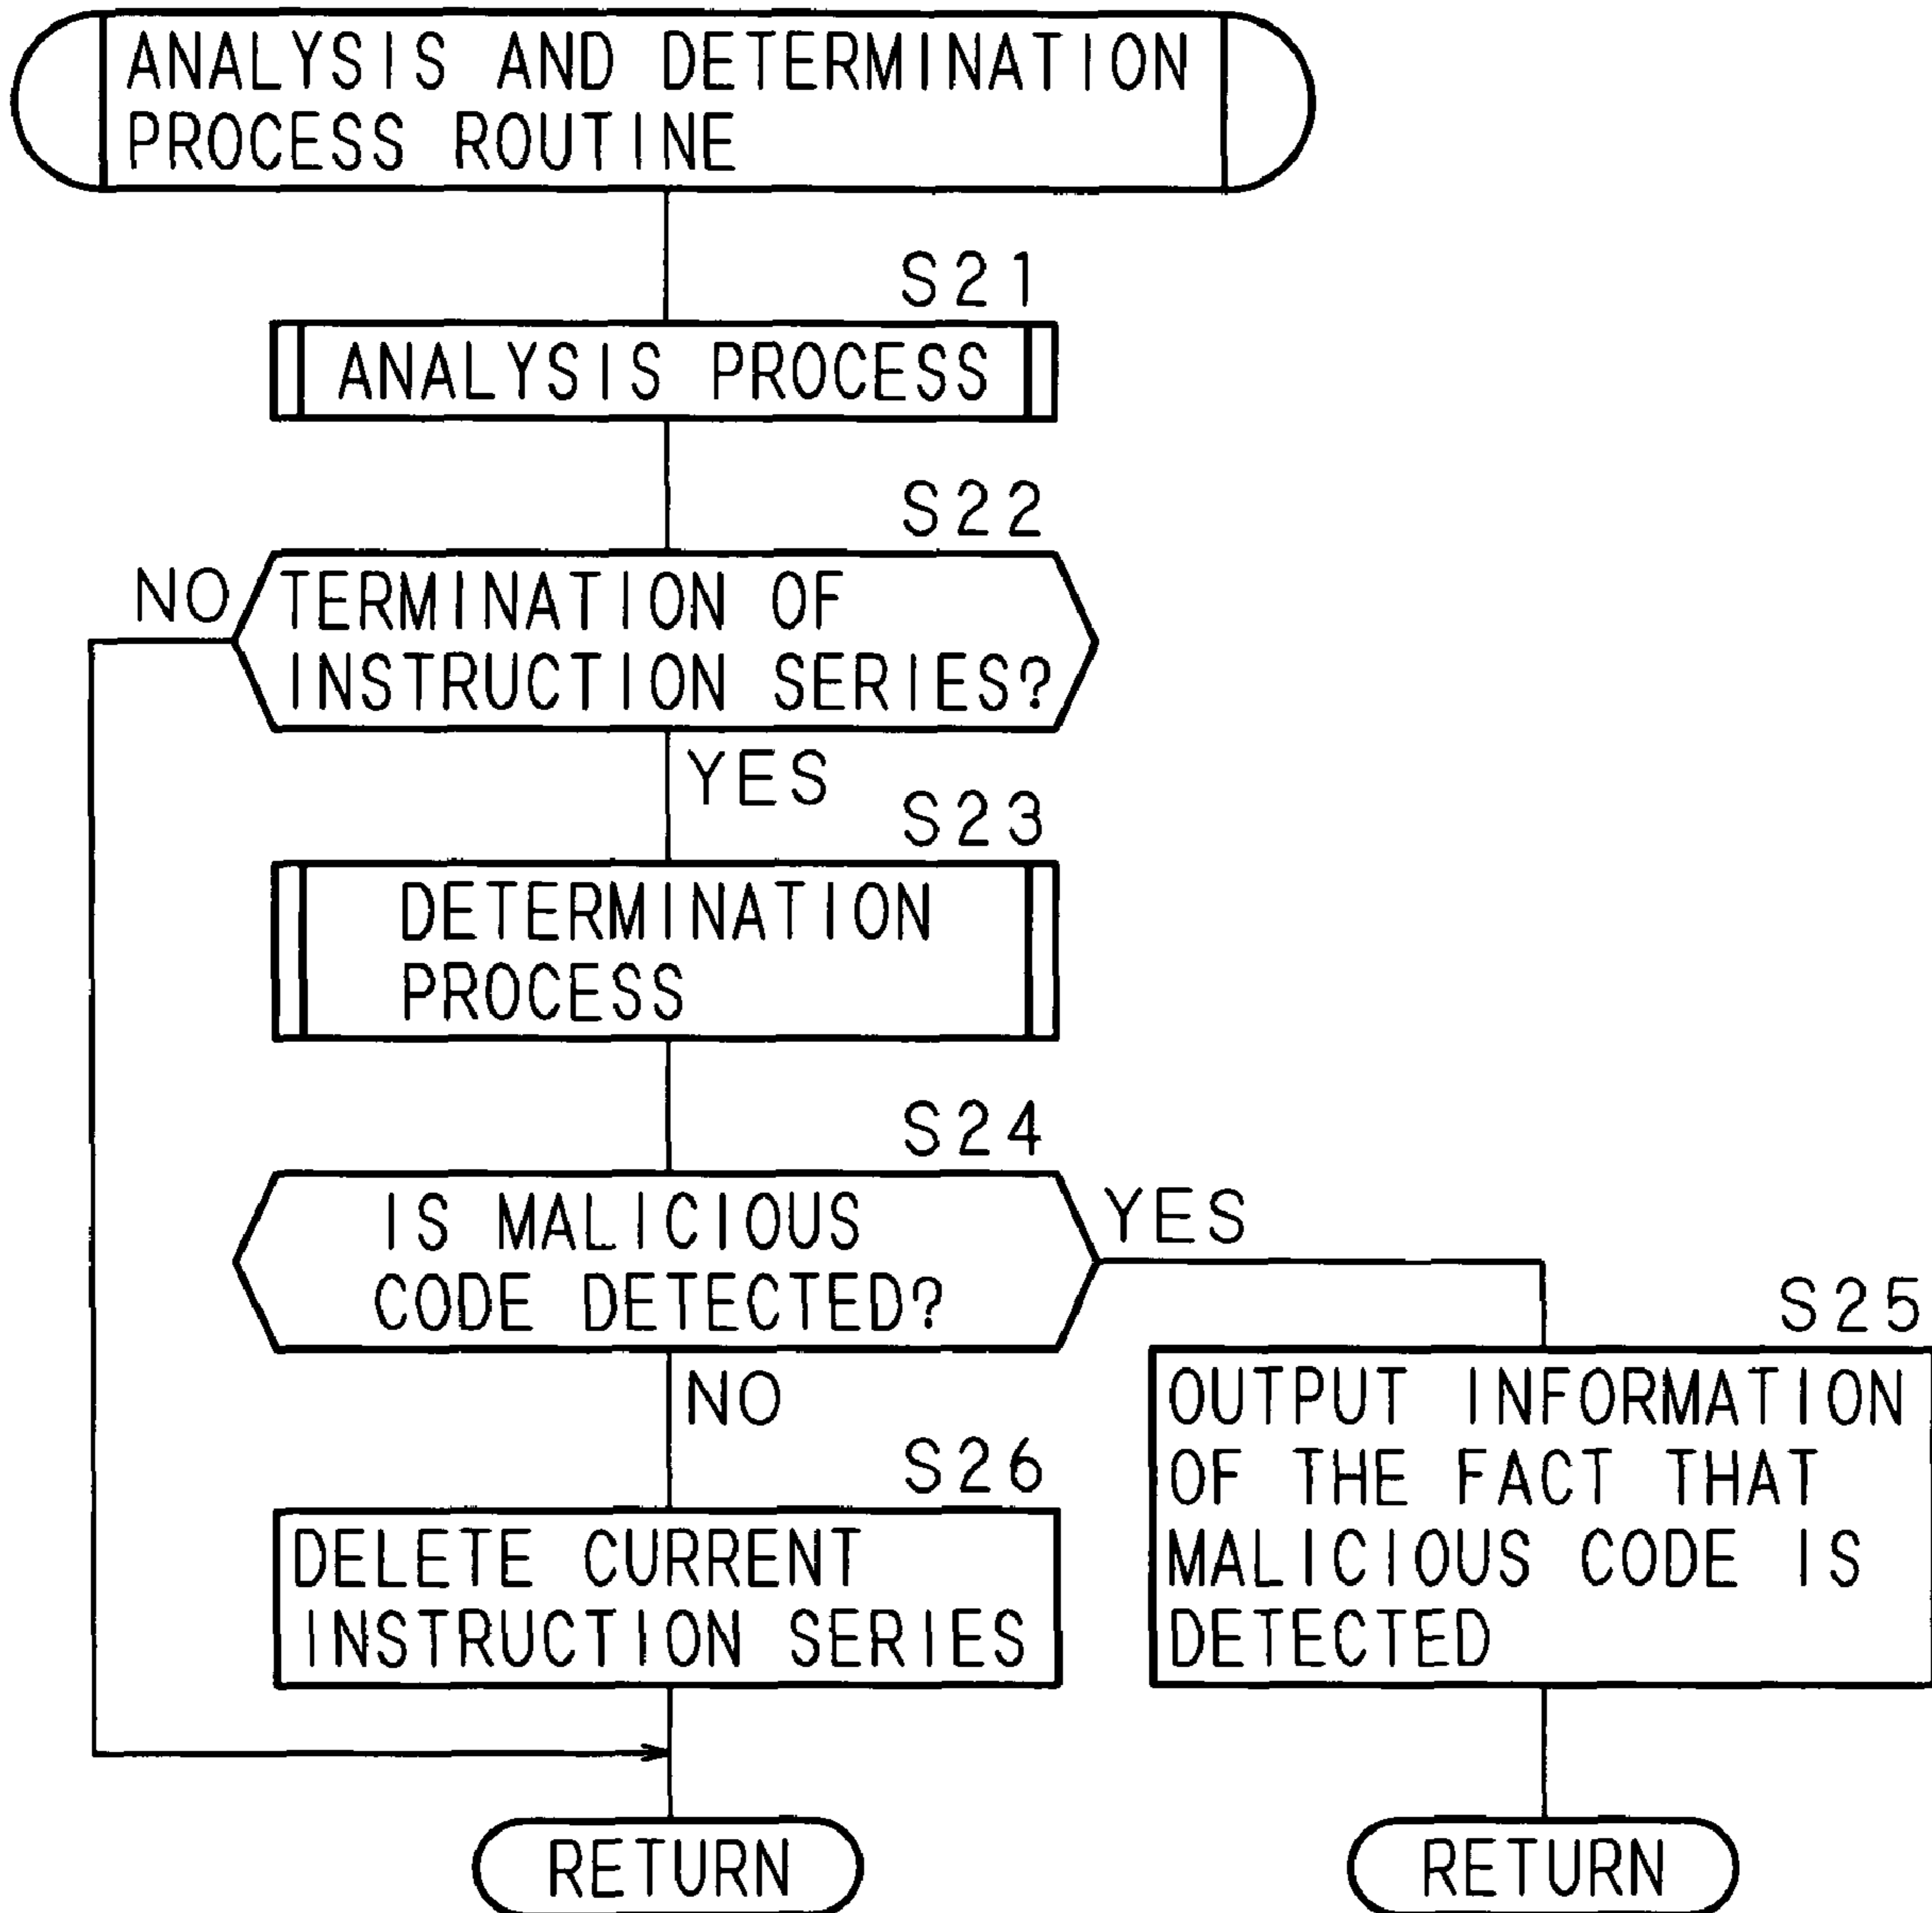 ANALYSIS AND DETERMINATION
PROCESS ROUTINE
S21
ANALYSIS PROCESS
S22
NO
TERMINATION OF
INSTRUCTION SERIES?
YES
S23
DETERMINATION
PROCESS
S24
IS MALICIOUS
CODE DETECTED?
YES
S25
OUTPUT INFORMATION
OF THE FACT THAT
MALICIOUS CODE IS
DETECTED
NO
S26
DELETE CURRENT
INSTRUCTION SERIES
RETURN
RETURN